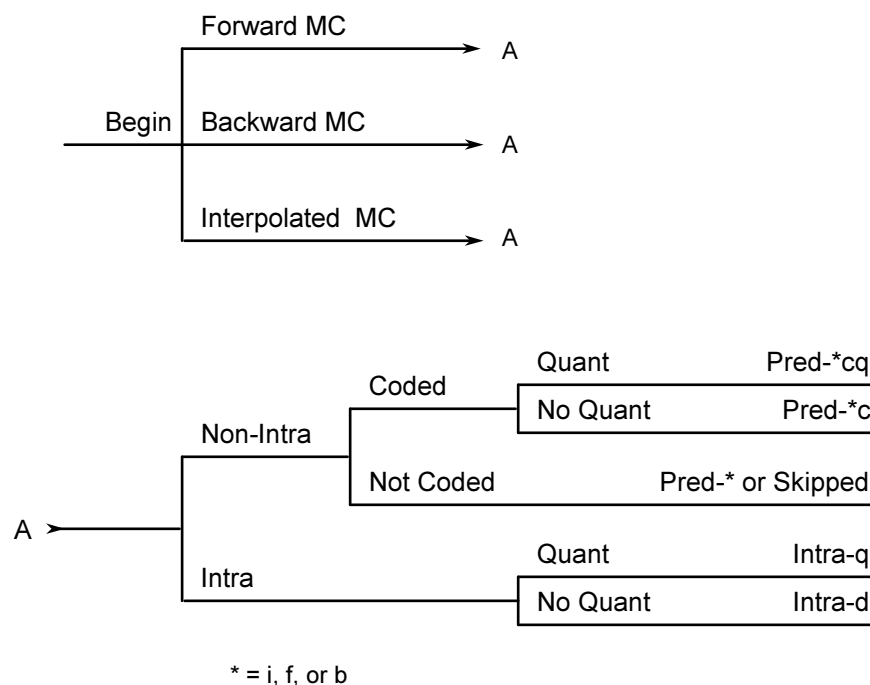 Forward MC
A
Begin
Backward MC
A
Interpolated MC
A
Quant
Pred-*cq
Coded
No Quant
Pred-*c
Non-Intra
Not Coded
Pred-* or Skipped
A
Quant
Intra-q
Intra
No Quant
Intra-d
* = i, f, or b